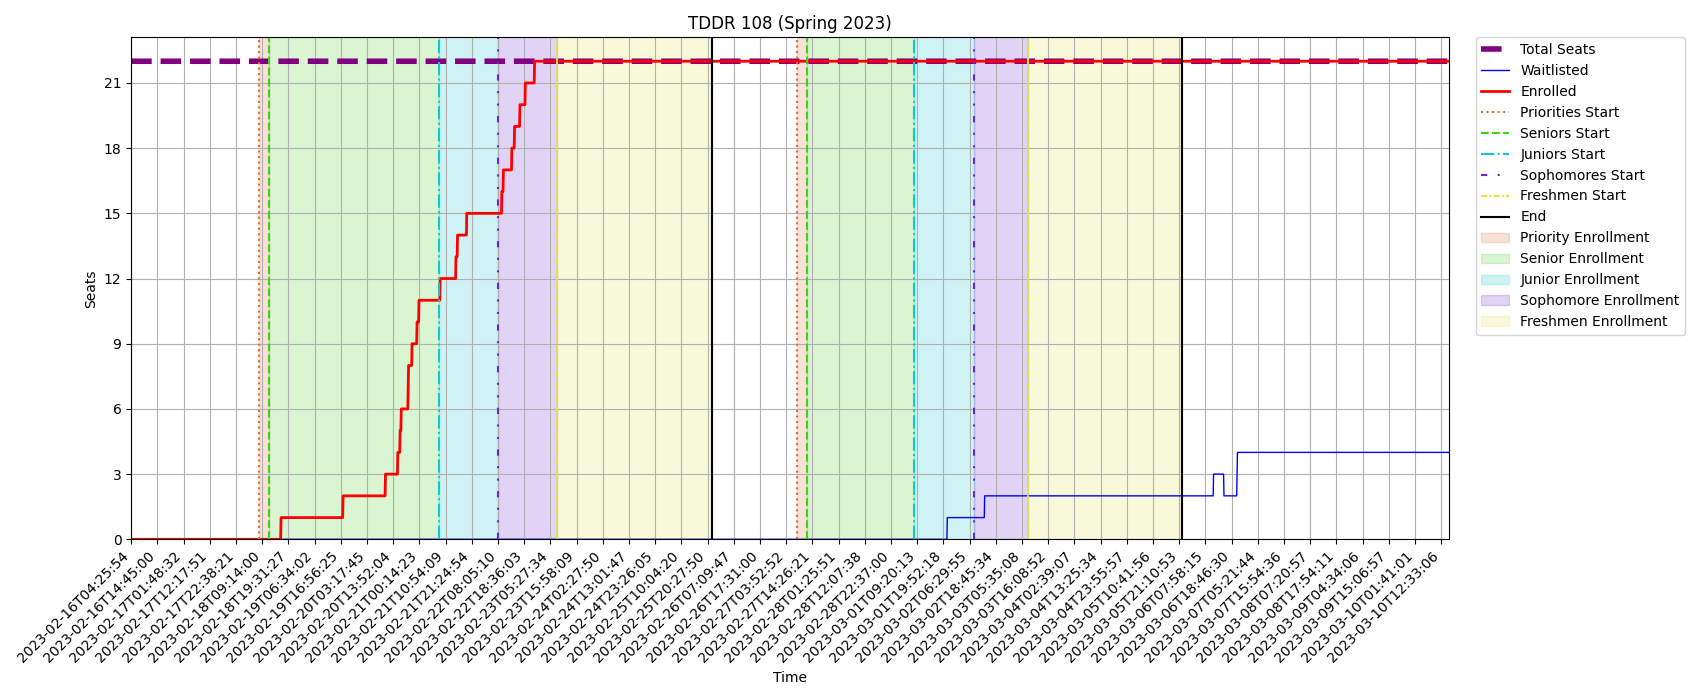 TDDR 108 (Spring 2023)
Seats
21
18
15
12
9
6
3
0
2023-02-16T04:25:54
2023-02-16T14:45:00
2023-02-17T01:48:32
2023-02-17T12:17:51
2023-02-17T22:38:21
2023-02-18T09:14:00
2023-02-18T19:31:27
2023-02-19T06:34:02
2023-02-19T16:56:25
2023-02-20T03:17:45
2023-02-20T13:52:04
2023-02-21T00:14:23
2023-02-21T10:54:09
2023-02-21T21:24:54
2023-02-22T08:05:10
2023-02-22T18:36:03
2023-02-23T05:27:34
2023-02-23T15:58:09
2023-02-24T02:27:50
2023-02-24T13:01:47
2023-02-24T23:26:05
2023-02-25T10:04:20
2023-02-25T20:27:50
2023-02-26T07:09:47
2023-02-26T17:31:00
2023-02-27T03:52:52
2023-02-27T14:26:21
2023-02-28T01:25:51
2023-02-28T12:07:38
2023-02-28T22:37:00
2023-03-01T09:20:13
2023-03-01T19:52:18
2023-03-02T06:29:55
2023-03-02T18:45:34
2023-03-03T05:35:08
2023-03-03T16:08:52
2023-03-04T02:39:07
2023-03-04T13:25:34
2023-03-04T23:55:57
2023-03-05T10:41:56
2023-03-05T21:10:53
2023-03-06T07:58:15
2023-03-06T18:46:30
2023-03-07T05:21:44
2023-03-07T15:54:36
2023-03-08T07:20:57
2023-03-08T17:54:11
2023-03-09T04:34:06
2023-03-09T15:06:57
2023-03-10T01:41:01
2023-03-10T12:33:06
Time
Total Seats
Waitlisted
Enrolled
Priorities Start
Seniors Start
Juniors Start
Sophomores Start
Freshmen Start
End
Priority Enrollment
Senior Enrollment
Junior Enrollment
Sophomore Enrollment
Freshmen Enrollment